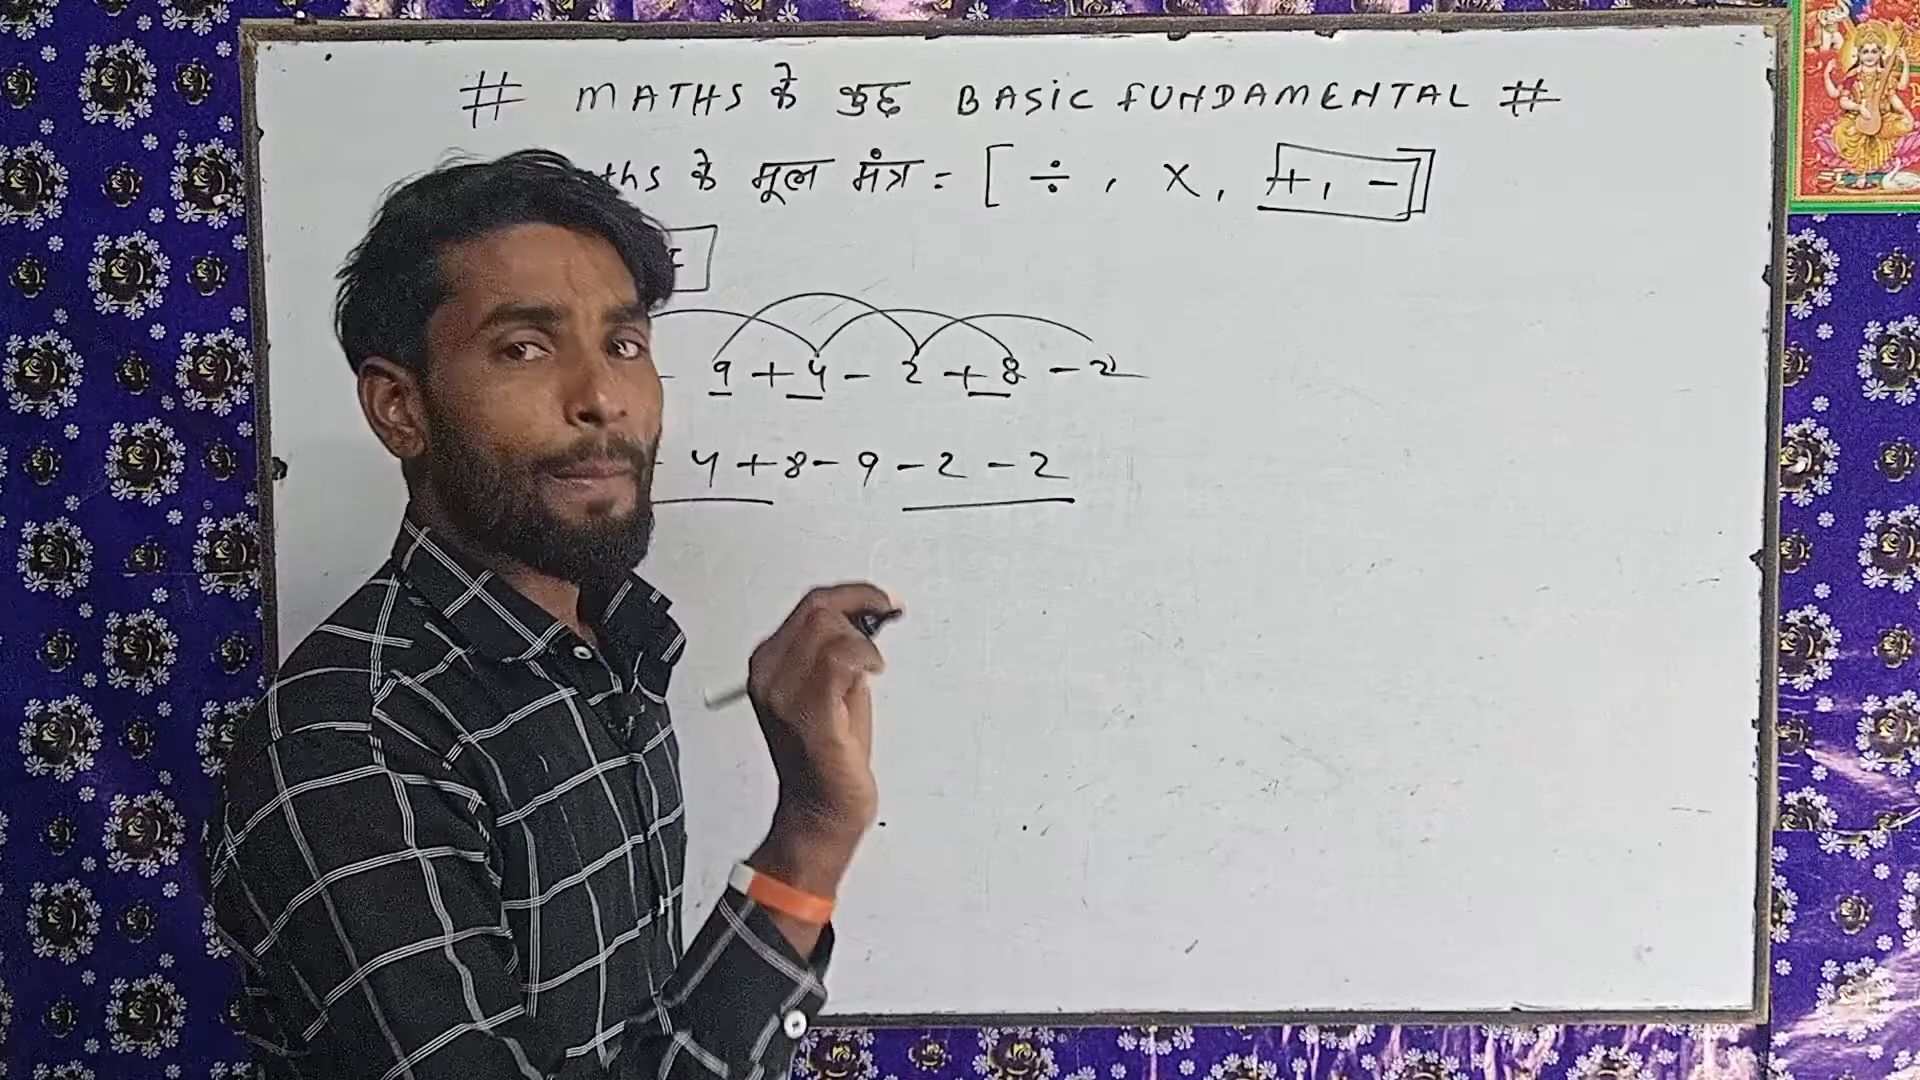 # MATHS के कुछ BASIC FUNDAMENTAL #
ths के मूल मंत्र = [ ÷ , × , +, - ]
- 9 + 4 - 2 + 8 - 2
4 + 8 - 9 - 2 - 2